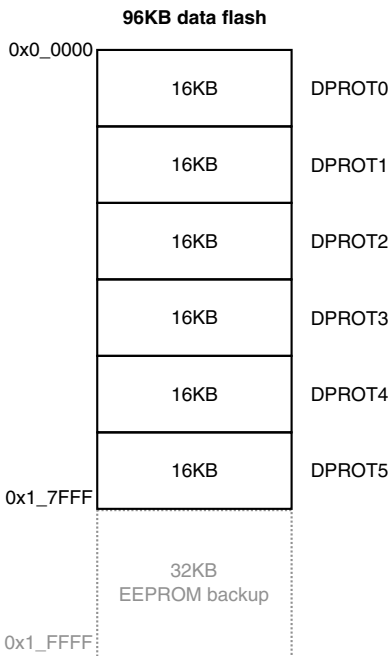 96KB data flash
0x0_0000
16KB DPROT0
16KB DPROT1
16KB DPROT2
16KB DPROT3
16KB DPROT4
16KB DPROT5
0x1_7FFF
32KB
EEPROM backup
0x1_FFFF